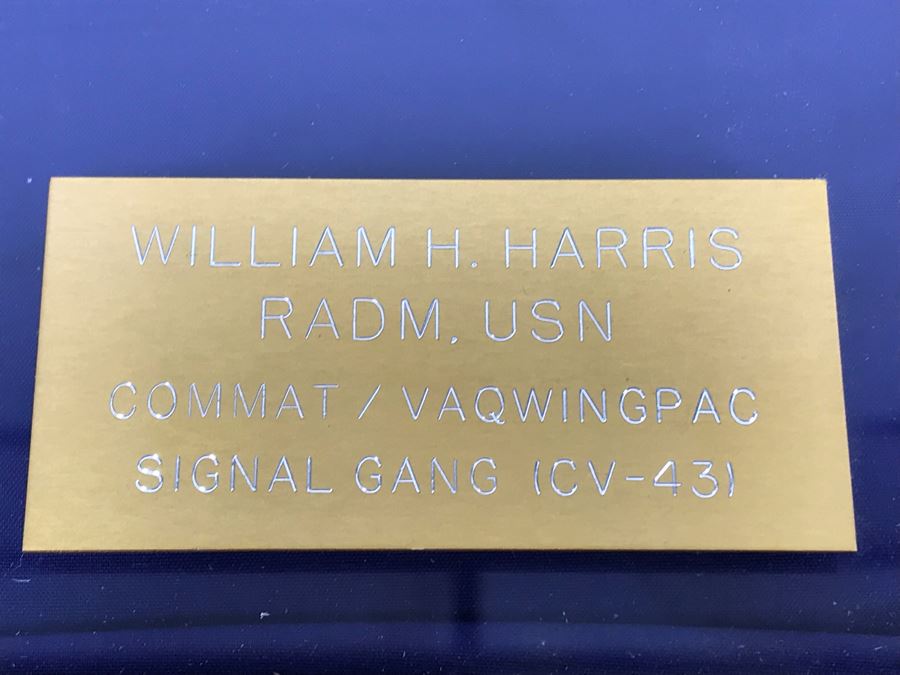 WILLIAM H. HARRIS
RADM, USN
COMMAT / VAQWINGPAC
SIGNAL GANG (CV-43)